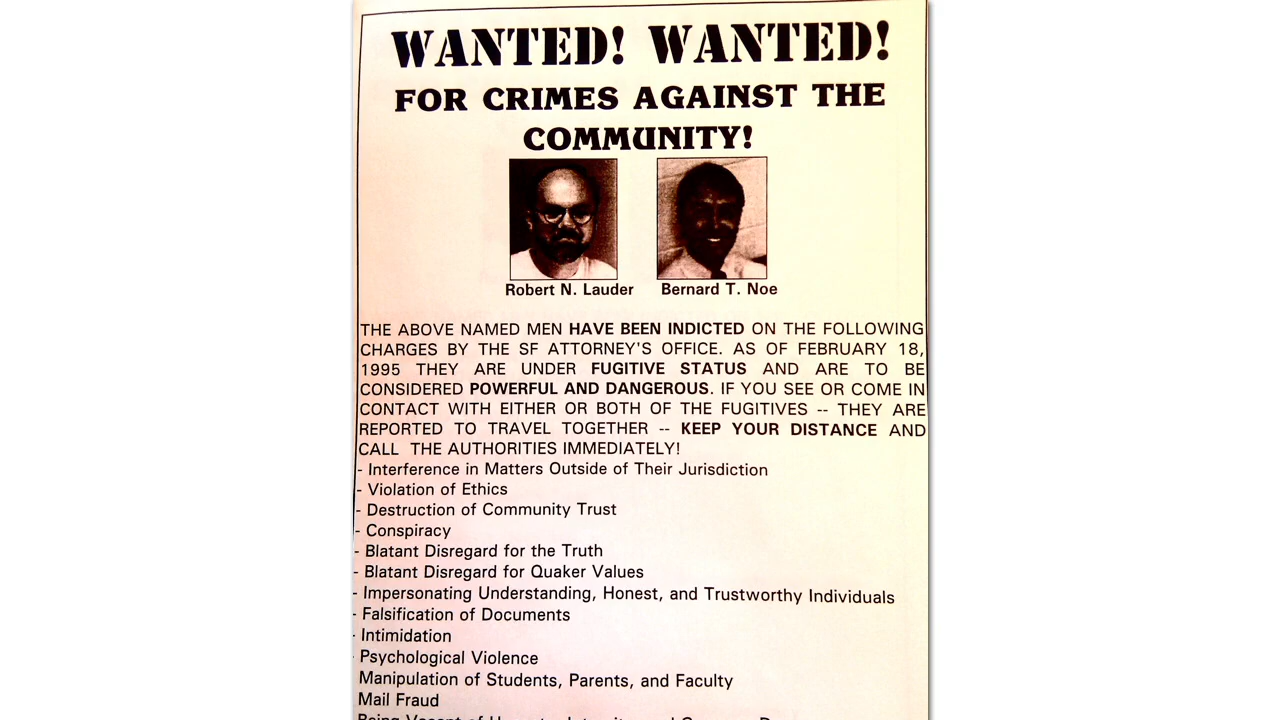 WANTED! WANTED!
FOR CRIMES AGAINST THE
COMMUNITY!
Robert N. Lauder Bernard T. Noe
THE ABOVE NAMED MEN HAVE BEEN INDICTED ON THE FOLLOWING
CHARGES BY THE SF ATTORNEY'S OFFICE. AS OF FEBRUARY 18,
1995 THEY ARE UNDER FUGITIVE STATUS AND ARE TO BE
CONSIDERED POWERFUL AND DANGEROUS. IF YOU SEE OR COME IN
CONTACT WITH EITHER OR BOTH OF THE FUGITIVES -- THEY ARE
REPORTED TO TRAVEL TOGETHER -- KEEP YOUR DISTANCE AND
CALL THE AUTHORITIES IMMEDIATELY!
- Interference in Matters Outside of Their Jurisdiction
- Violation of Ethics
- Destruction of Community Trust
- Conspiracy
- Blatant Disregard for the Truth
- Blatant Disregard for Quaker Values
- Impersonating Understanding, Honest, and Trustworthy Individuals
- Falsification of Documents
- Intimidation
- Psychological Violence
Manipulation of Students, Parents, and Faculty
Mail Fraud
Being Vacant of